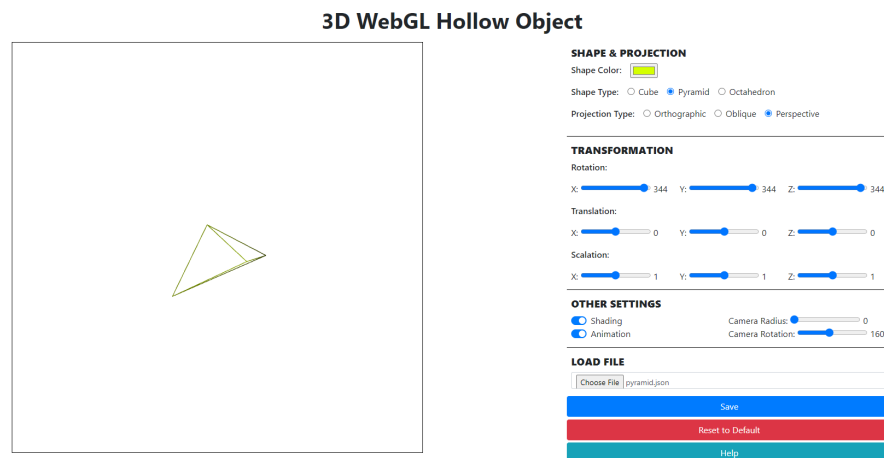 3D WebGL Hollow Object
SHAPE & PROJECTION
Shape Color:
Shape Type: Cube Pyramid Octahedron
Projection Type: Orthographic Oblique Perspective
TRANSFORMATION
Rotation:
X: 344 Y: 344 Z: 344
Translation:
X: 0 Y: 0 Z: 0
Scalation:
X: 1 Y: 1 Z: 1
OTHER SETTINGS
Shading Camera Radius: 0
Animation Camera Rotation: 160
LOAD FILE
Choose File pyramid.json
Save
Reset to Default
Help